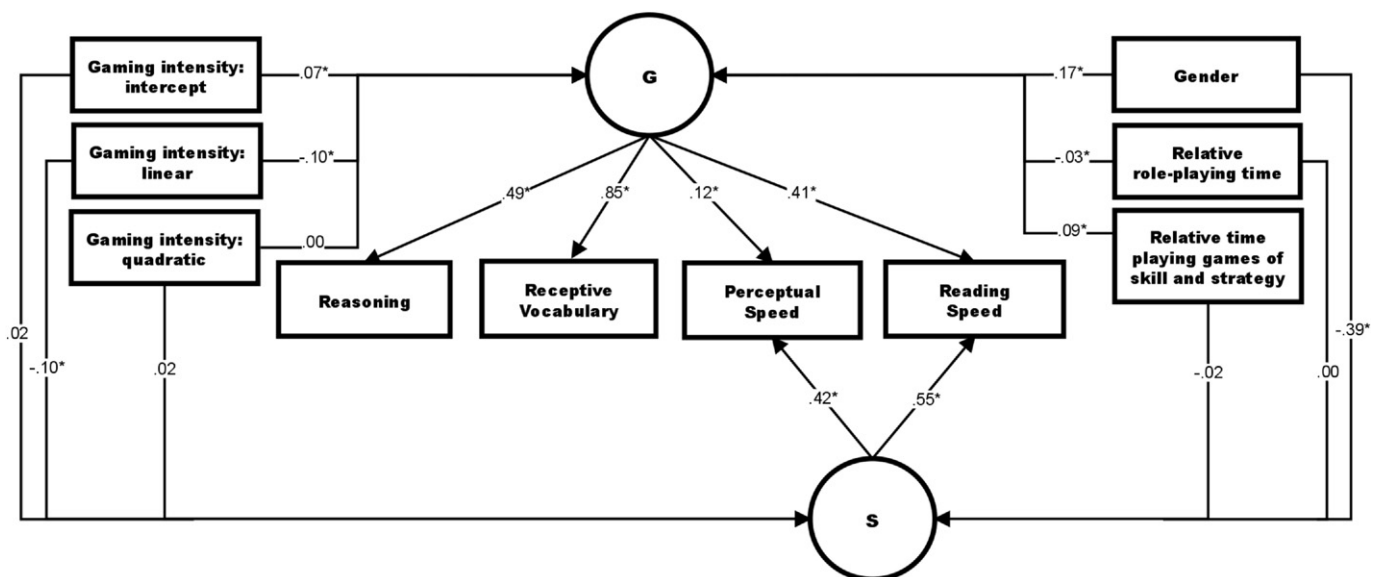 Gaming intensity:
intercept
.07*
G
.17*
Gender
Gaming intensity:
linear
-.10*
-.03*
Relative
role-playing time
Gaming intensity:
quadratic
.00
.49*
.85*
.12*
.41*
.09*
Relative time
playing games of
skill and strategy
Reasoning
Receptive
Vocabulary
Perceptual
Speed
Reading
Speed
.02
-.10*
.02
-.02
.00
-.39*
.42*
.55*
S